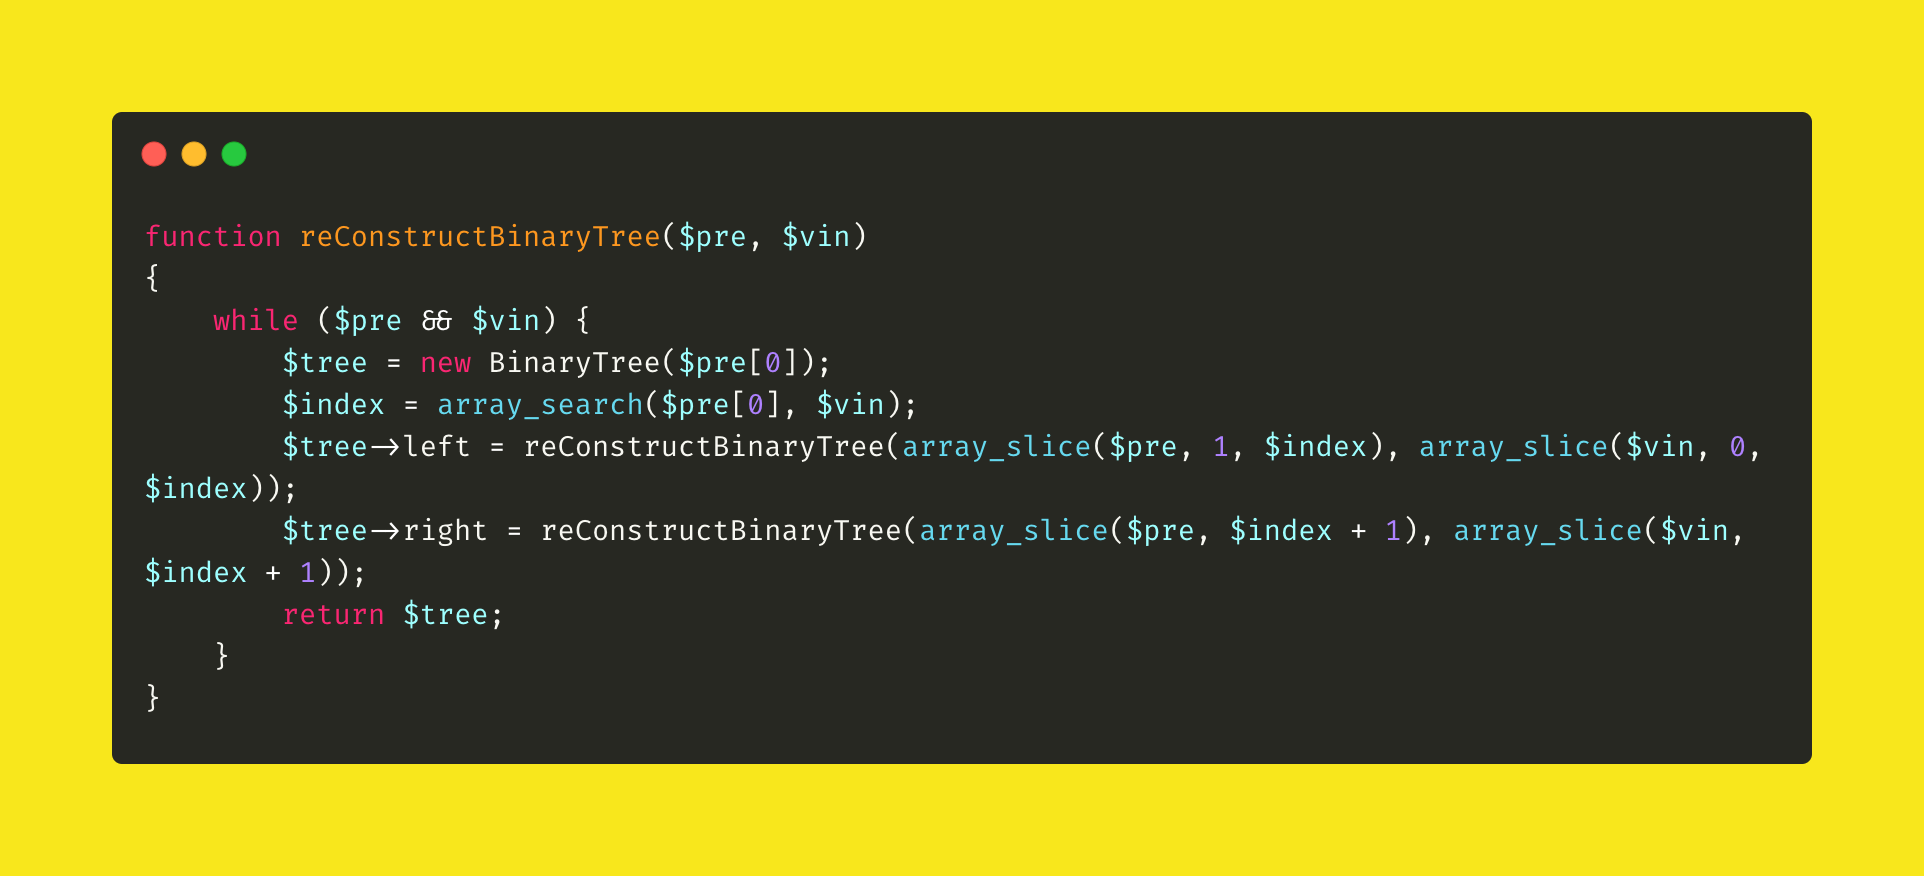 function reConstructBinaryTree($pre, $vin)
{
    while ($pre && $vin) {
        $tree = new BinaryTree($pre[0]);
        $index = array_search($pre[0], $vin);
        $tree->left = reConstructBinaryTree(array_slice($pre, 1, $index), array_slice($vin, 0,
$index));
        $tree->right = reConstructBinaryTree(array_slice($pre, $index + 1), array_slice($vin,
$index + 1));
        return $tree;
    }
}